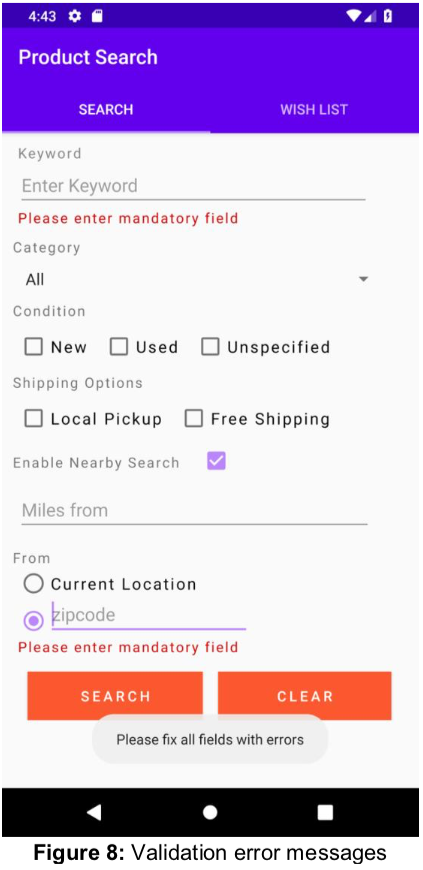 4:43
Product Search
SEARCH WISH LIST
Keyword
Enter Keyword
Please enter mandatory field
Category
All
Condition
New Used Unspecified
Shipping Options
Local Pickup Free Shipping
Enable Nearby Search
Miles from
From
Current Location
zipcode
Please enter mandatory field
SEARCH CLEAR
Please fix all fields with errors
Figure 8: Validation error messages